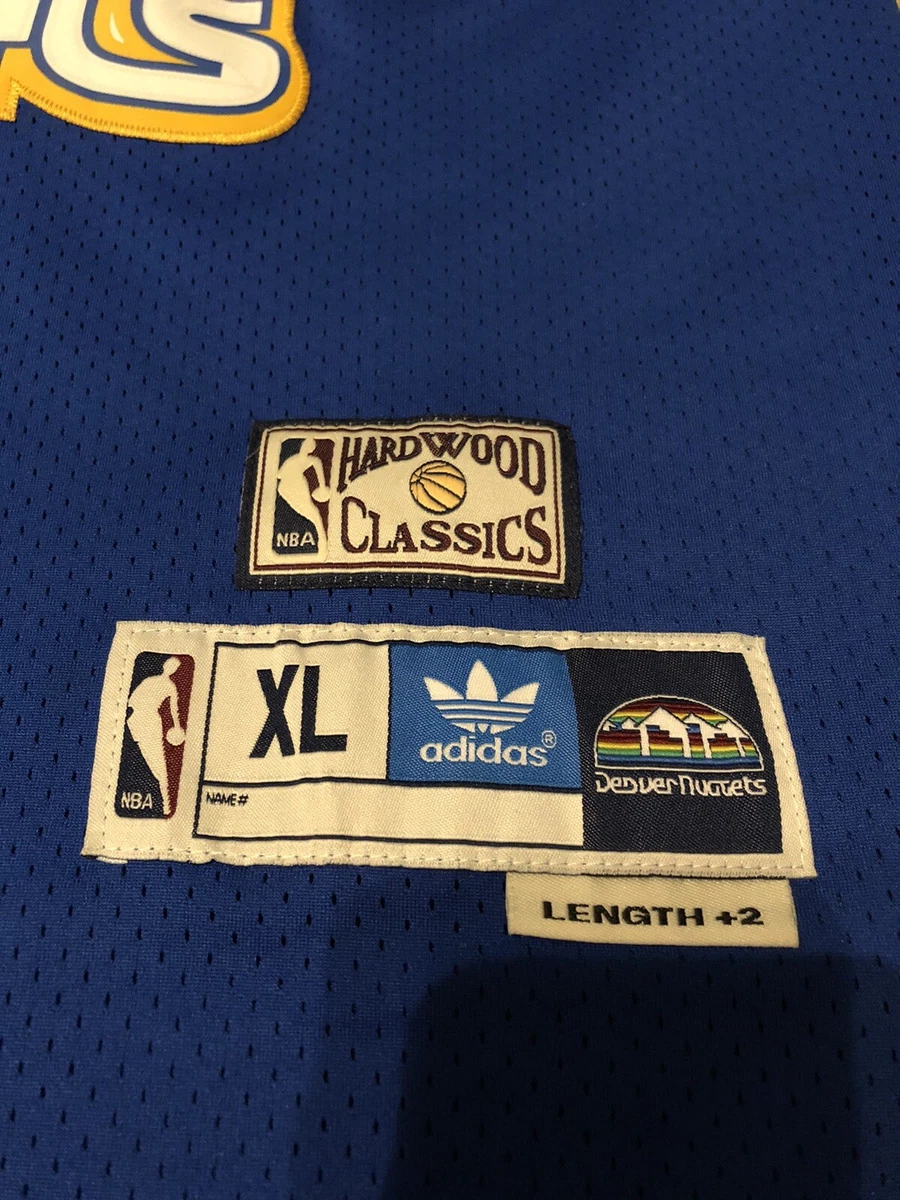 HARDWOOD
NBA
CLASSICS
XL
adidas®
NBA
NAME#
Denver Nuggets
LENGTH +2